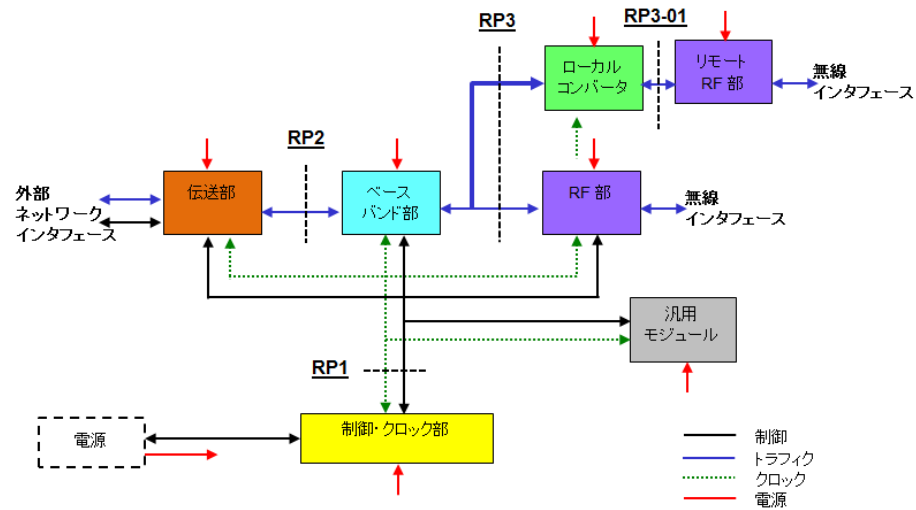 RP3
RP3-01
ローカル
コンバータ
リモート
RF 部
無線
インタフェース
RP2
外部
ネットワーク
インタフェース
伝送部
ベース
バンド部
RF 部
無線
インタフェース
汎用
モジュール
RP1
電源
制御・クロック部
制御
トラフィク
クロック
電源